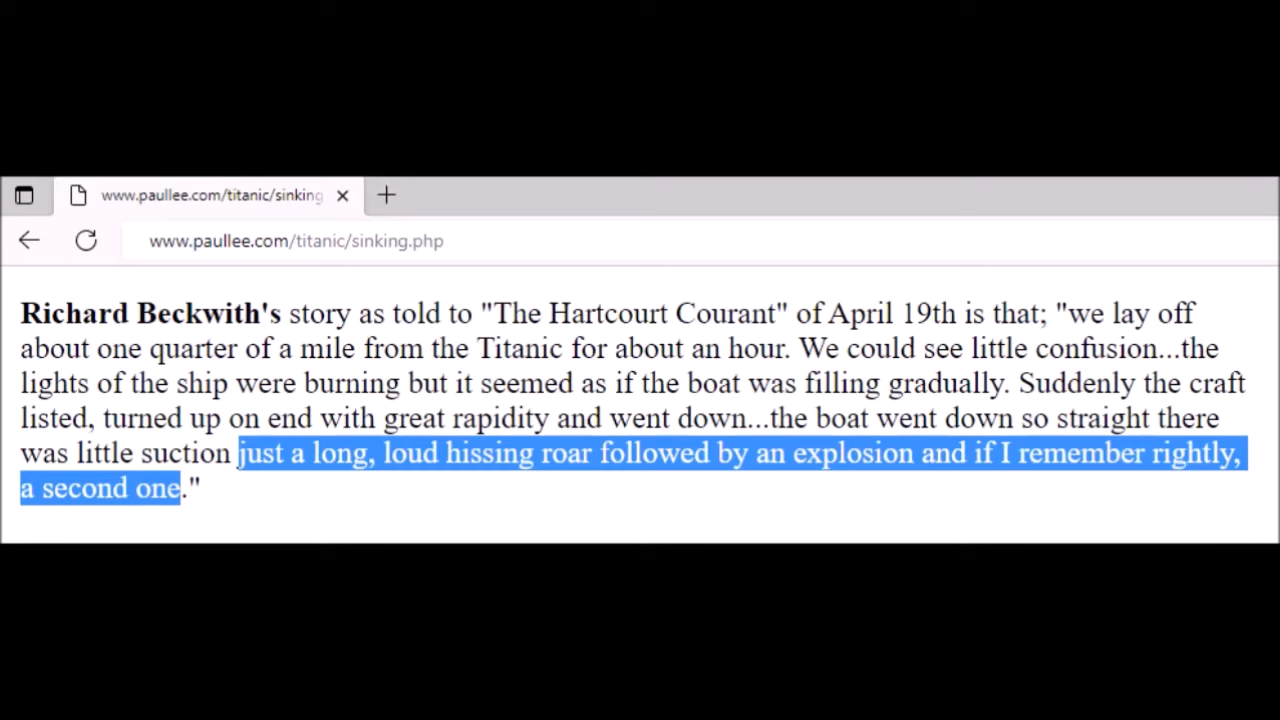 www.paullee.com/titanic/sinking
www.paullee.com/titanic/sinking.php
Richard Beckwith's story as told to "The Hartcourt Courant" of April 19th is that; "we lay off
about one quarter of a mile from the Titanic for about an hour. We could see little confusion...the
lights of the ship were burning but it seemed as if the boat was filling gradually. Suddenly the craft
listed, turned up on end with great rapidity and went down...the boat went down so straight there
was little suction just a long, loud hissing roar followed by an explosion and if I remember rightly,
a second one."